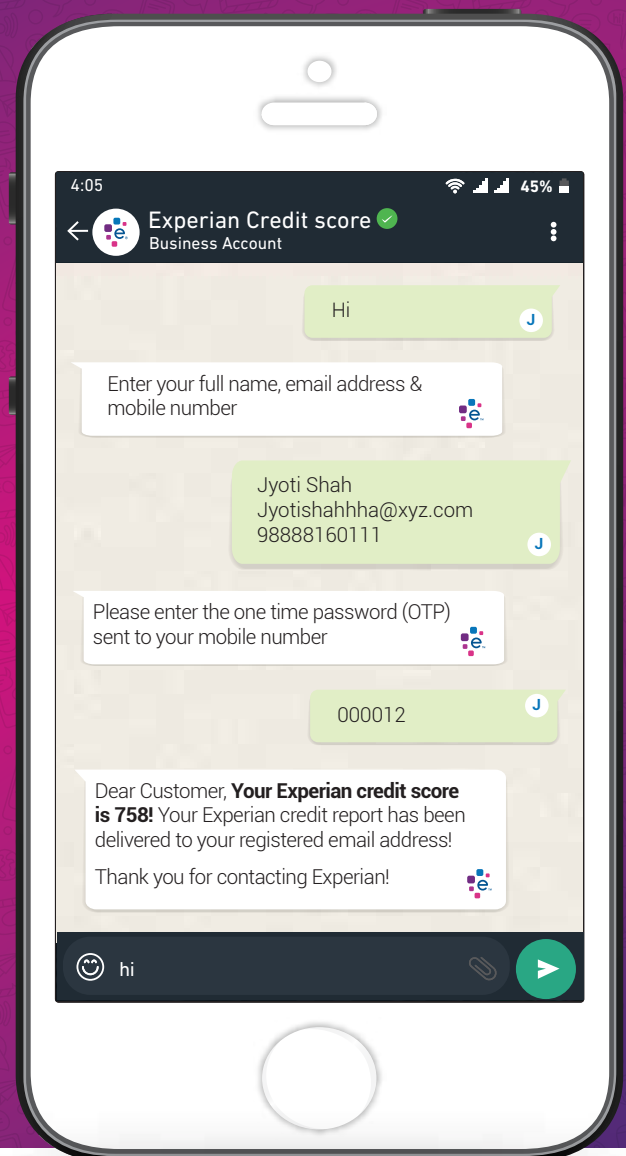 4:05
45%
e
Experian Credit score
Business Account
Hi
J
Enter your full name, email address &
mobile number
e
Jyoti Shah
Jyotishahhha@xyz.com
98888160111
J
Please enter the one time password (OTP)
sent to your mobile number
e
000012
J
Dear Customer, Your Experian credit score
is 758! Your Experian credit report has been
delivered to your registered email address!
Thank you for contacting Experian!
e
hi